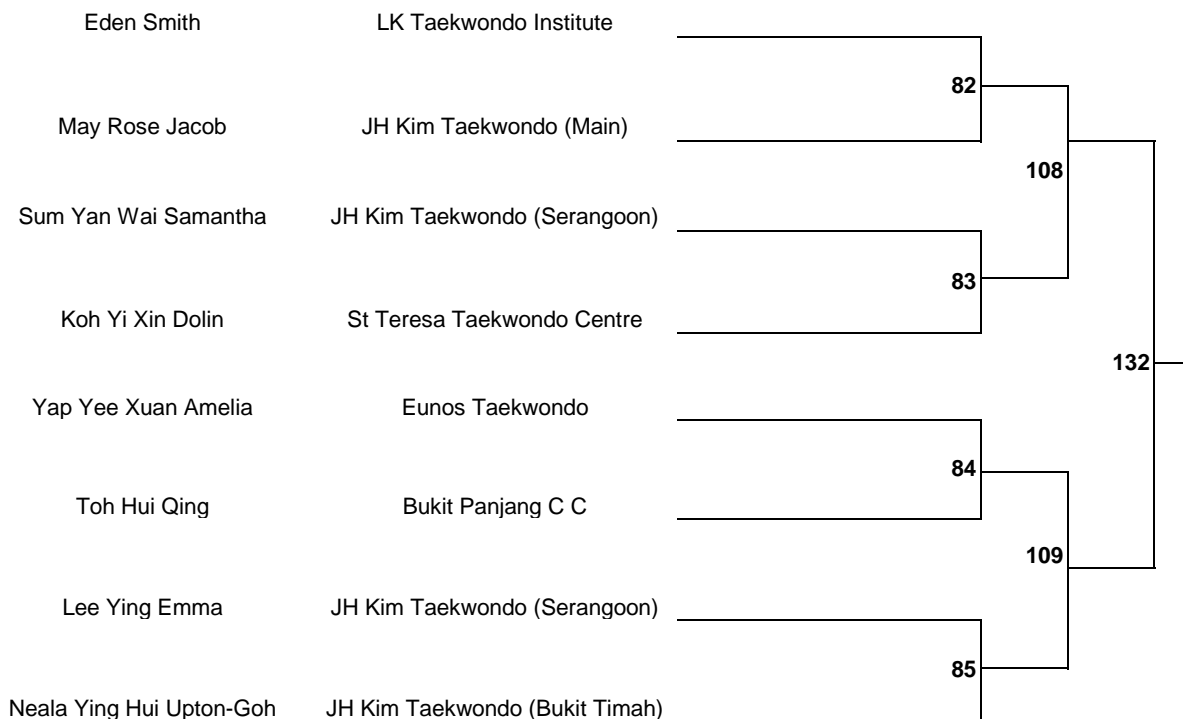 Eden Smith LK Taekwondo Institute
82
May Rose Jacob JH Kim Taekwondo (Main)
108
Sum Yan Wai Samantha JH Kim Taekwondo (Serangoon)
83
Koh Yi Xin Dolin St Teresa Taekwondo Centre
132
Yap Yee Xuan Amelia Eunos Taekwondo
84
Toh Hui Qing Bukit Panjang C C
109
Lee Ying Emma JH Kim Taekwondo (Serangoon)
85
Neala Ying Hui Upton-Goh JH Kim Taekwondo (Bukit Timah)